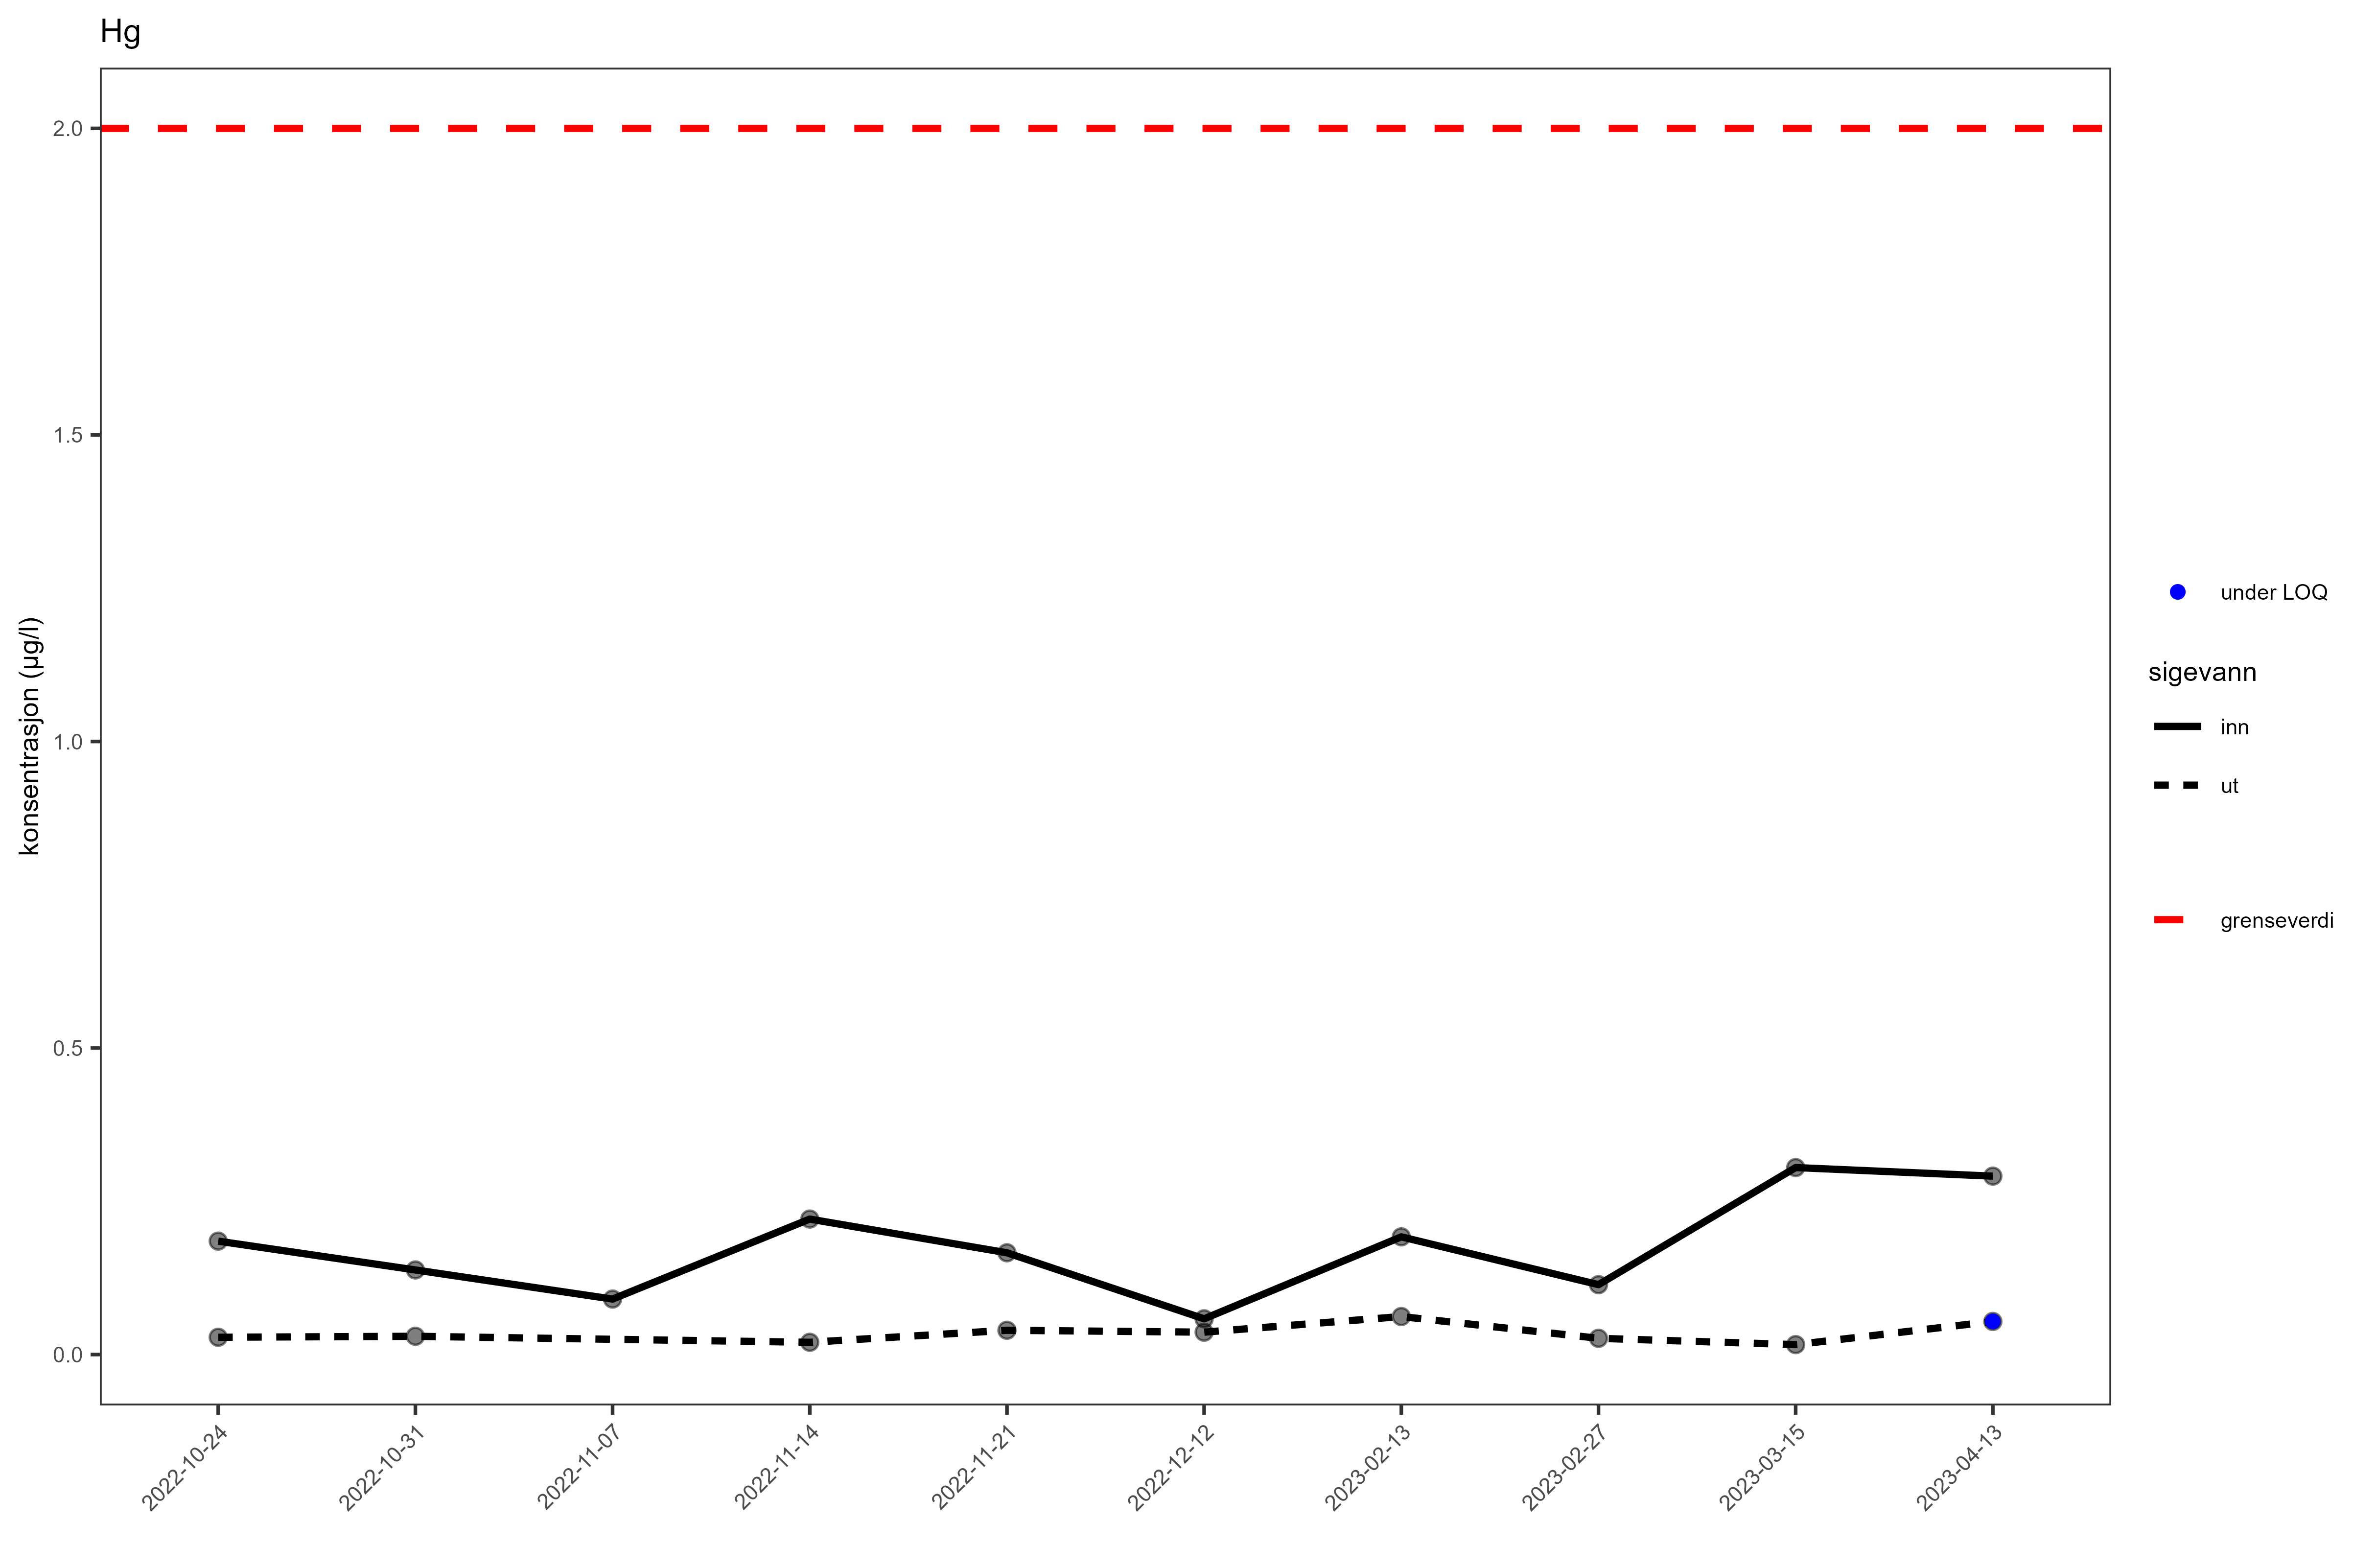 Hg
konsentrasjon (µg/l)
2.0
1.5
1.0
0.5
0.0
2022-10-24
2022-10-31
2022-11-07
2022-11-14
2022-11-21
2022-12-12
2023-02-13
2023-02-27
2023-03-15
2023-04-13
under LOQ
sigevann
inn
ut
grenseverdi